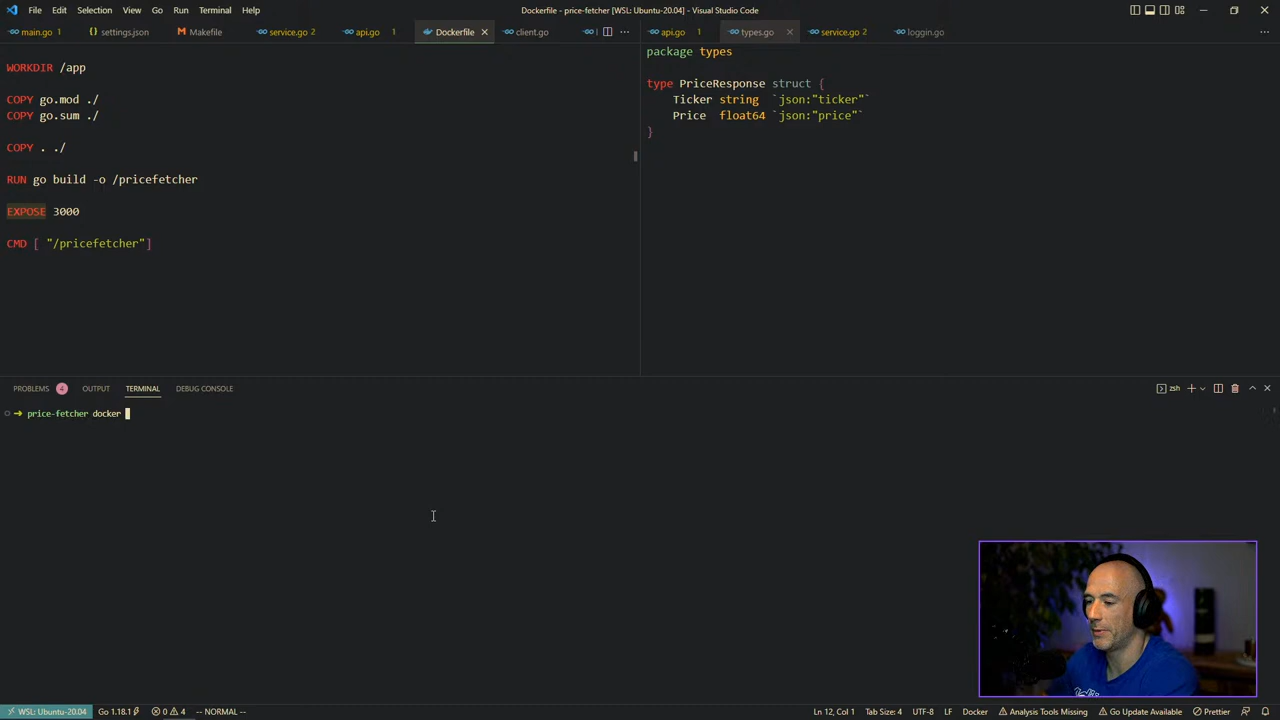 File Edit Selection View Go Run Terminal Help
Dockerfile - price-fetcher [WSL: Ubuntu-20.04] - Visual Studio Code
main.go 1 settings.json Makefile service.go 2 api.go 1 Dockerfile client.go
api.go 1 types.go service.go 2 loggin.go
WORKDIR /app
COPY go.mod ./
COPY go.sum ./
COPY . ./
RUN go build -o /pricefetcher
EXPOSE 3000
CMD [ "/pricefetcher"]
package types
type PriceResponse struct {
Ticker string `json:"ticker"`
Price float64 `json:"price"`
}
PROBLEMS 4 OUTPUT TERMINAL DEBUG CONSOLE
zsh
price-fetcher docker
WSL: Ubuntu-20.04 Go 1.18.1 0 4 -- NORMAL --
Ln 12, Col 1 Tab Size: 4 UTF-8 LF Docker Analysis Tools Missing Go Update Available Prettier